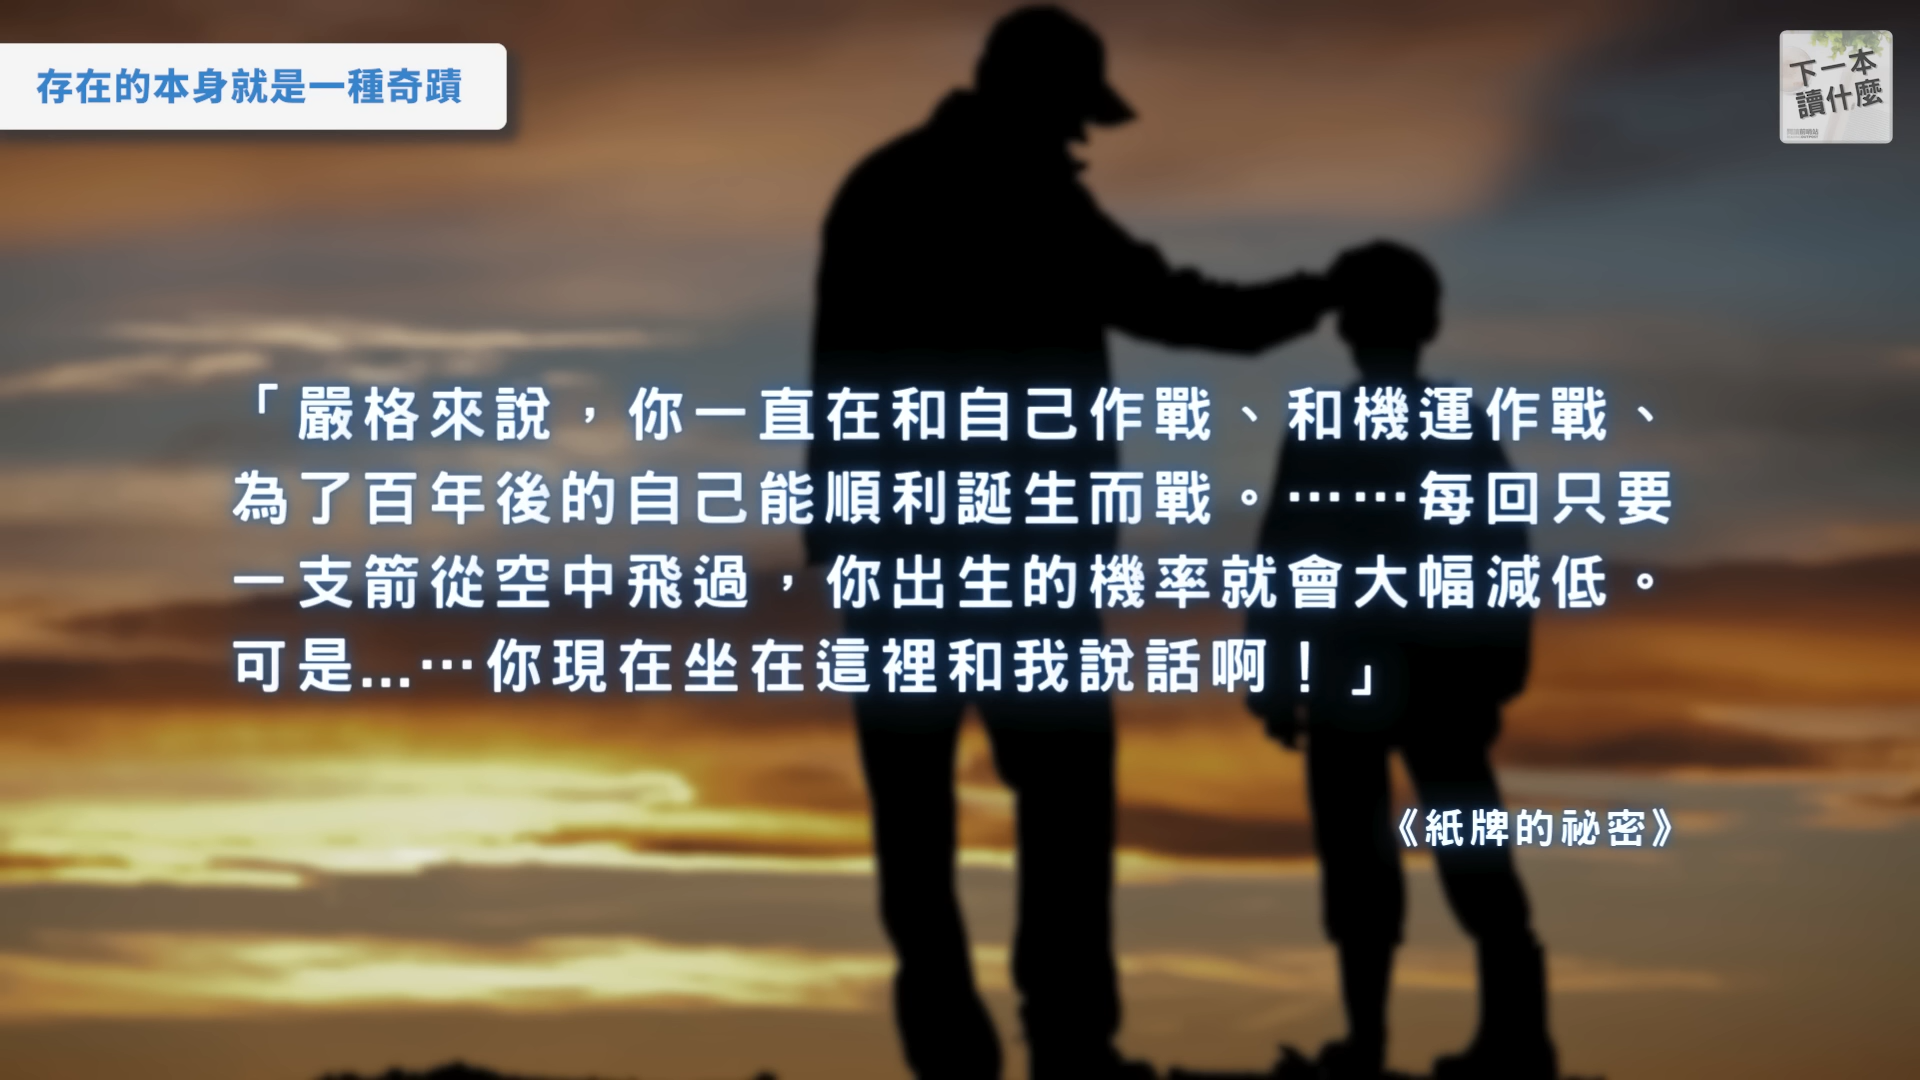 存在的本身就是一種奇蹟
下一本
讀什麼
「嚴格來說，你一直在和自己作戰、和機運作戰、
為了百年後的自己能順利誕生而戰。……每回只要
一支箭從空中飛過，你出生的機率就會大幅減低。
可是...…你現在坐在這裡和我說話啊！」
《紙牌的祕密》